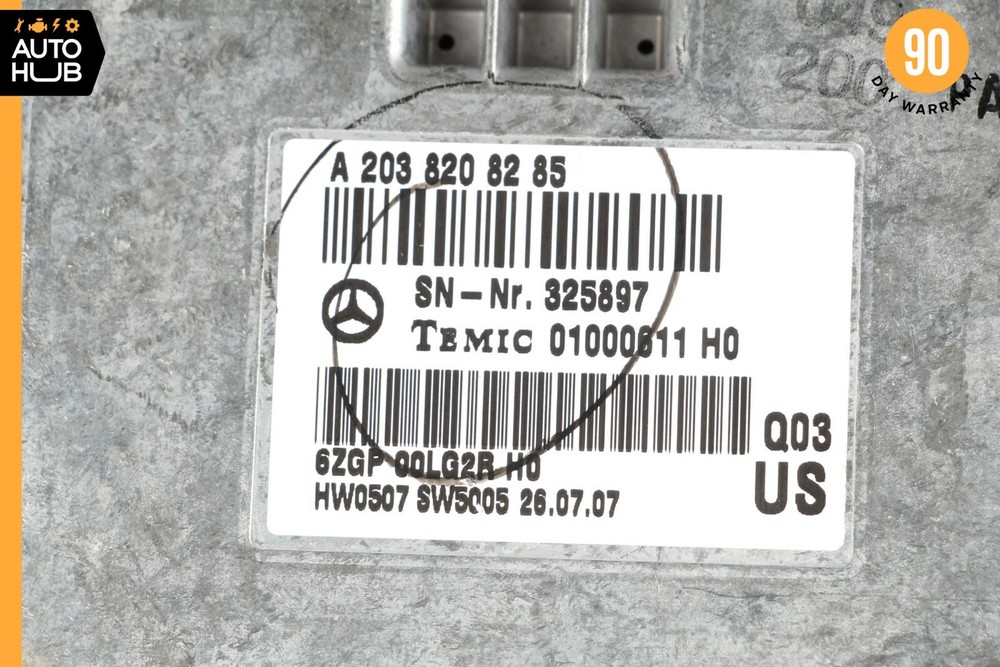 AUTO
HUB
90
DAY WARRANTY
A 203 820 82 85
SN-Nr. 325897
TEMIC 01000611 H0
6ZGP 00LG2R H0
HW0507 SW5005 26.07.07
Q03
US